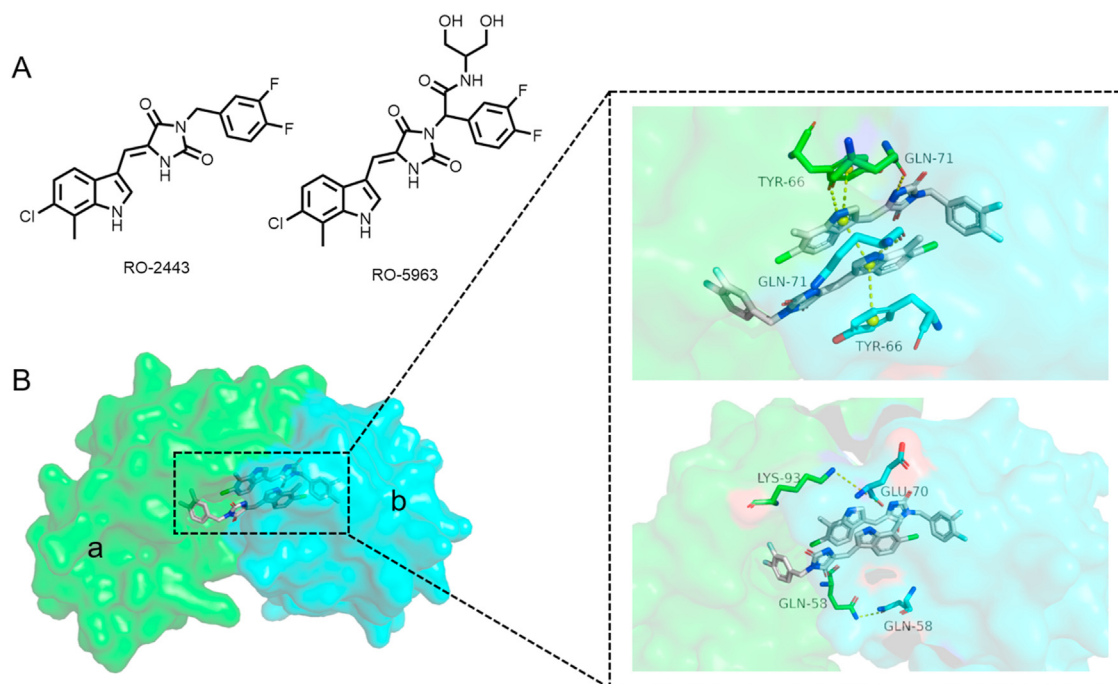 A
O
N
F
F
N
H
O
Cl
N
H
RO-2443
OH
OH
O
NH
F
F
O
N
N
H
O
Cl
N
H
RO-5963
B
a
b
TYR-66
GLN-71
GLN-71
TYR-66
LYS-93
GLU-70
GLN-58
GLN-58